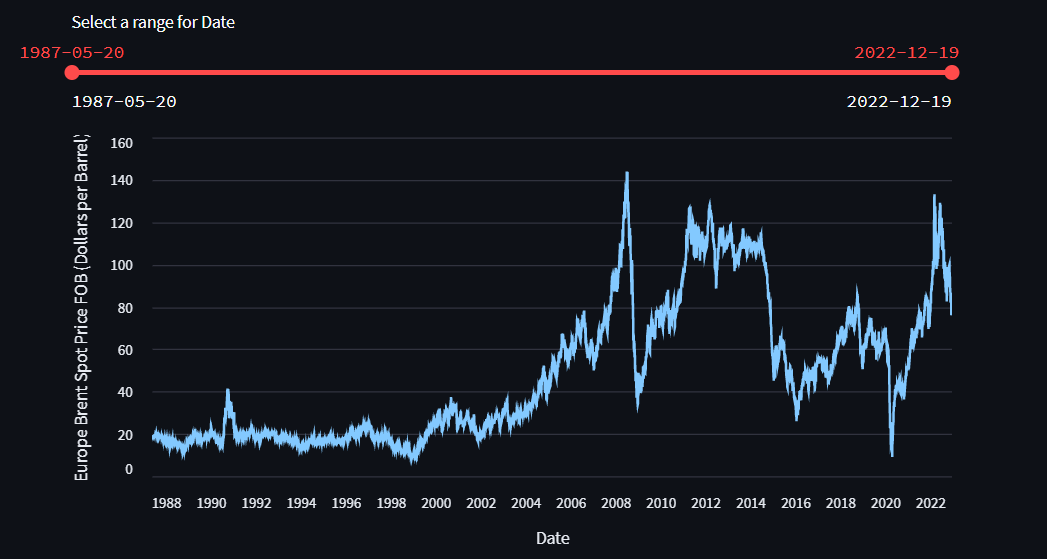 Select a range for Date
1987-05-20 2022-12-19
1987-05-20 2022-12-19
Europe Brent Spot Price FOB (Dollars per Barrel)
160
140
120
100
80
60
40
20
0
1988 1990 1992 1994 1996 1998 2000 2002 2004 2006 2008 2010 2012 2014 2016 2018 2020 2022
Date